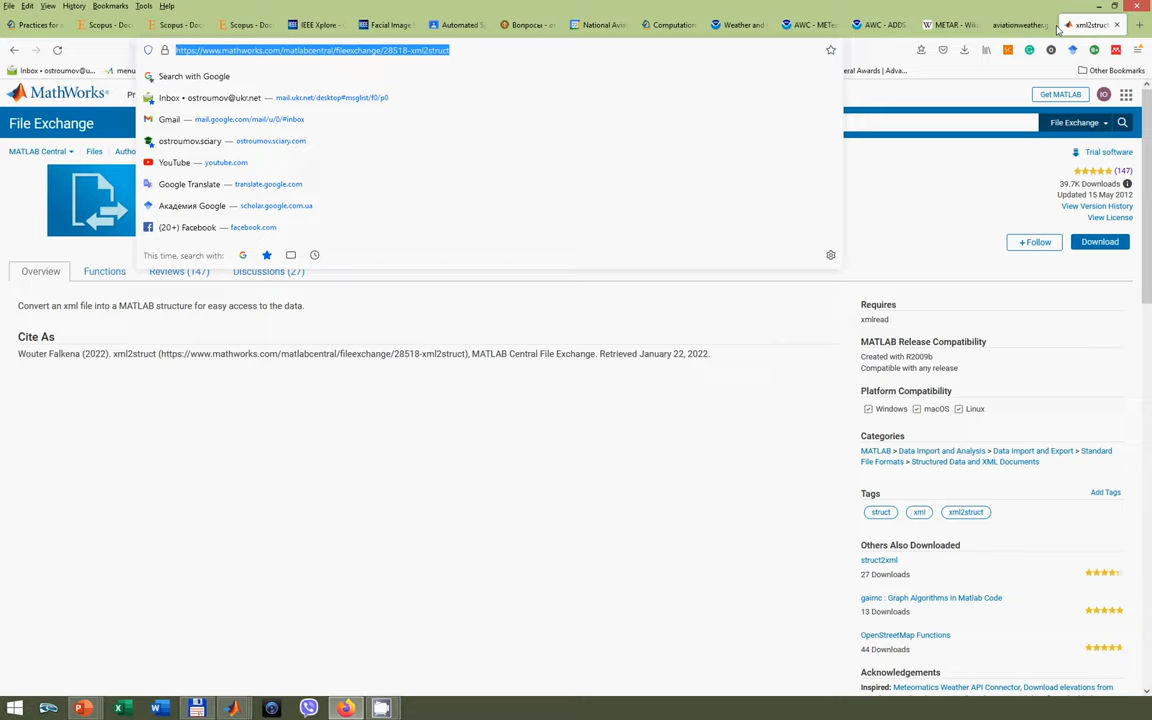 File Edit View History Bookmarks Tools Help
Practices for
Scopus - Doc
Scopus - Doc
Scopus - Doc
IEEE Xplore -
Facial Image
Automated S
Вопросы - о
National Avia
Computation
Weather and
AWC - METe
AWC - ADDS
METAR - Wik
aviationweather.g
xml2struct
https://www.mathworks.com/matlabcentral/fileexchange/28518-xml2struct
Inbox • ostroumov@u...
menu
eral Awards | Adva...
Other Bookmarks
Search with Google
Inbox • ostroumov@ukr.net — mail.ukr.net/desktop#msglist/f0/p0
Gmail — mail.google.com/mail/u/0/#inbox
ostroumov.sciary — ostroumov.sciary.com
YouTube — youtube.com
Google Translate — translate.google.com
Академия Google — scholar.google.com.ua
(20+) Facebook — facebook.com
This time, search with:
MathWorks®
Pr
Get MATLAB
IO
File Exchange
File Exchange
MATLAB Central
Files
Autho
Trial software
(147)
39.7K Downloads
Updated 15 May 2012
View Version History
View License
+ Follow
Download
Overview
Functions
Reviews (147)
Discussions (27)
Convert an xml file into a MATLAB structure for easy access to the data.
Cite As
Wouter Falkena (2022). xml2struct (https://www.mathworks.com/matlabcentral/fileexchange/28518-xml2struct), MATLAB Central File Exchange. Retrieved January 22, 2022.
Requires
xmlread
MATLAB Release Compatibility
Created with R2009b
Compatible with any release
Platform Compatibility
Windows macOS Linux
Categories
MATLAB > Data Import and Analysis > Data Import and Export > Standard
File Formats > Structured Data and XML Documents
Tags
Add Tags
struct
xml
xml2struct
Others Also Downloaded
struct2xml
27 Downloads
gaimc : Graph Algorithms In Matlab Code
13 Downloads
OpenStreetMap Functions
44 Downloads
Acknowledgements
Inspired: Meteomatics Weather API Connector, Download elevations from